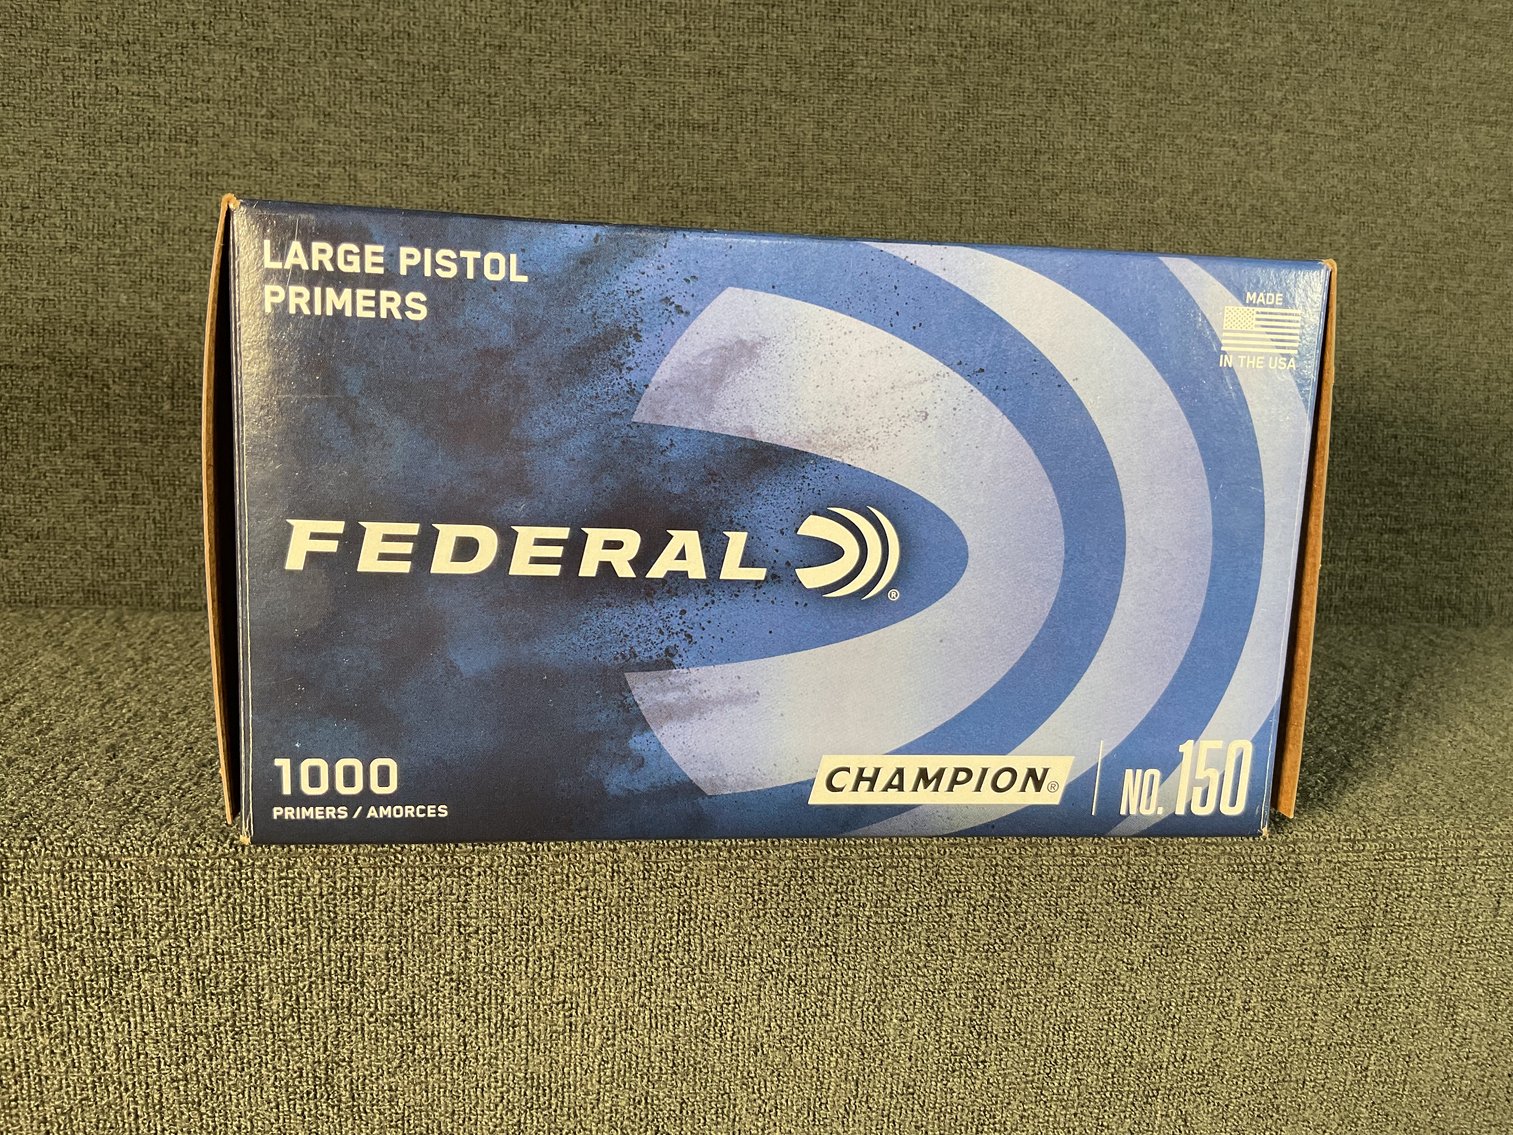 LARGE PISTOL
PRIMERS
MADE
IN THE USA
FEDERAL ®
1000
PRIMERS / AMORCES
CHAMPION®
NO. 150